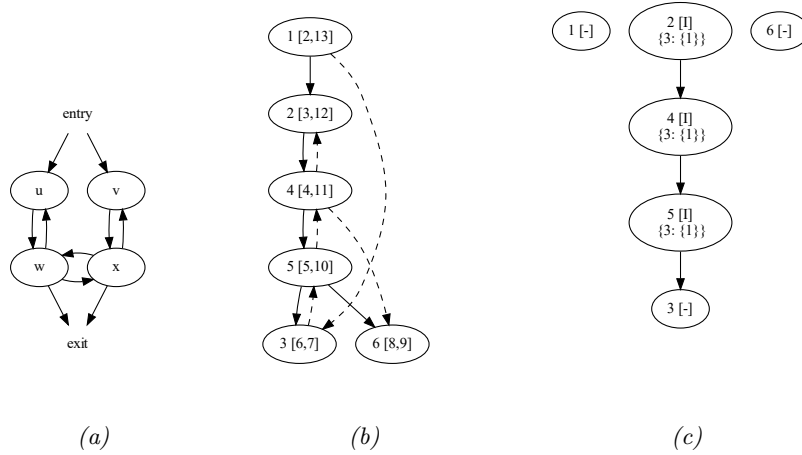 entry
u
v
w
x
exit
(a)
1 [2,13]
2 [3,12]
4 [4,11]
5 [5,10]
3 [6,7]
6 [8,9]
(b)
1 [-]
2 [I]
{3: {1}}
6 [-]
4 [I]
{3: {1}}
5 [I]
{3: {1}}
3 [-]
(c)